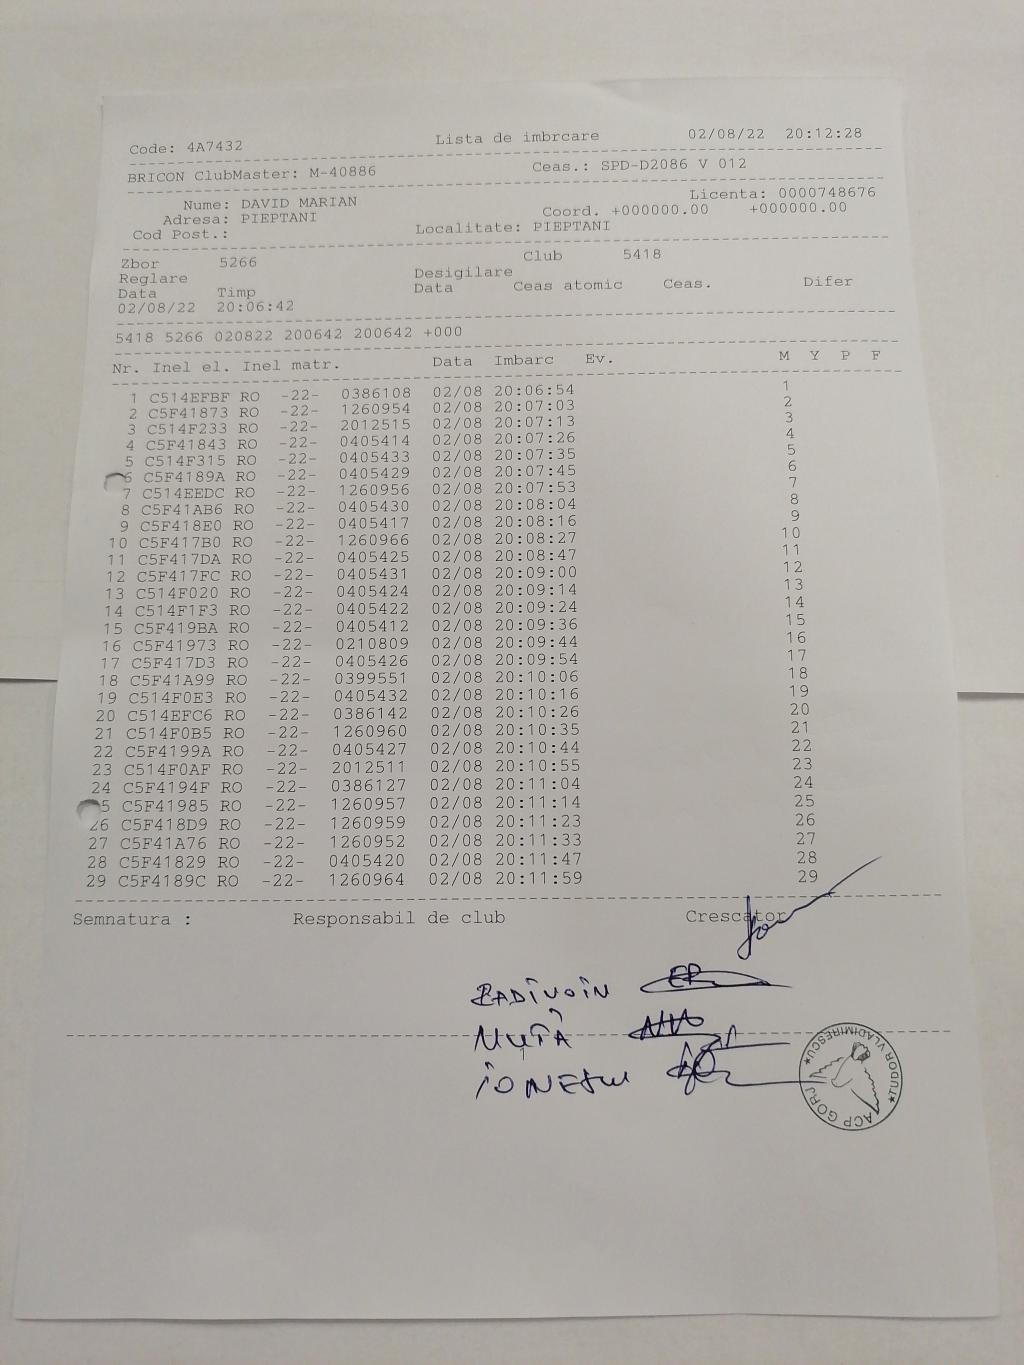 Code: 4A7432 Lista de imbrcare 02/08/22 20:12:28
BRICON ClubMaster: M-40886 Ceas.: SPD-D2086 V 012
Nume: DAVID MARIAN Licenta: 0000748676
Adresa: PIEPTANI Coord. +000000.00 +000000.00
Cod Post.: Localitate: PIEPTANI
Zbor 5266 Club 5418
Reglare Desigilare
Data Timp Data Ceas atomic Ceas. Difer
02/08/22 20:06:42
5418 5266 020822 200642 200642 +000
Nr. Inel el. Inel matr. Data Imbarc Ev. M Y P F
1 C514EFBF RO -22- 0386108 02/08 20:06:54 1
2 C5F41873 RO -22- 1260954 02/08 20:07:03 2
3 C514F233 RO -22- 2012515 02/08 20:07:13 3
4 C5F41843 RO -22- 0405414 02/08 20:07:26 4
5 C514F315 RO -22- 0405433 02/08 20:07:35 5
6 C5F4189A RO -22- 0405429 02/08 20:07:45 6
7 C514EEDC RO -22- 1260956 02/08 20:07:53 7
8 C5F41AB6 RO -22- 0405430 02/08 20:08:04 8
9 C5F418E0 RO -22- 0405417 02/08 20:08:16 9
10 C5F417B0 RO -22- 1260966 02/08 20:08:27 10
11 C5F417DA RO -22- 0405425 02/08 20:08:47 11
12 C5F417FC RO -22- 0405431 02/08 20:09:00 12
13 C514F020 RO -22- 0405424 02/08 20:09:14 13
14 C514F1F3 RO -22- 0405422 02/08 20:09:24 14
15 C5F419BA RO -22- 0405412 02/08 20:09:36 15
16 C5F41973 RO -22- 0210809 02/08 20:09:44 16
17 C5F417D3 RO -22- 0405426 02/08 20:09:54 17
18 C5F41A99 RO -22- 0399551 02/08 20:10:06 18
19 C514F0E3 RO -22- 0405432 02/08 20:10:16 19
20 C514EFC6 RO -22- 0386142 02/08 20:10:26 20
21 C514F0B5 RO -22- 1260960 02/08 20:10:35 21
22 C5F4199A RO -22- 0405427 02/08 20:10:44 22
23 C514F0AF RO -22- 2012511 02/08 20:10:55 23
24 C5F4194F RO -22- 0386127 02/08 20:11:04 24
5 C5F41985 RO -22- 1260957 02/08 20:11:14 25
26 C5F418D9 RO -22- 1260959 02/08 20:11:23 26
27 C5F41A76 RO -22- 1260952 02/08 20:11:33 27
28 C5F41829 RO -22- 0405420 02/08 20:11:47 28
29 C5F4189C RO -22- 1260964 02/08 20:11:59 29
Semnatura : Responsabil de club Crescator
RADÎVOÎN
MUȚÂ
ÎONESCU
ACP GORJ *TUDOR VLADIMIRESCU*